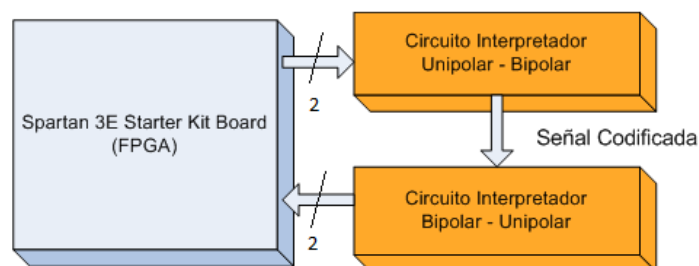 Circuito Interpretador
Unipolar - Bipolar
2
Spartan 3E Starter Kit Board
(FPGA)
Señal Codificada
Circuito Interpretador
Bipolar - Unipolar
2